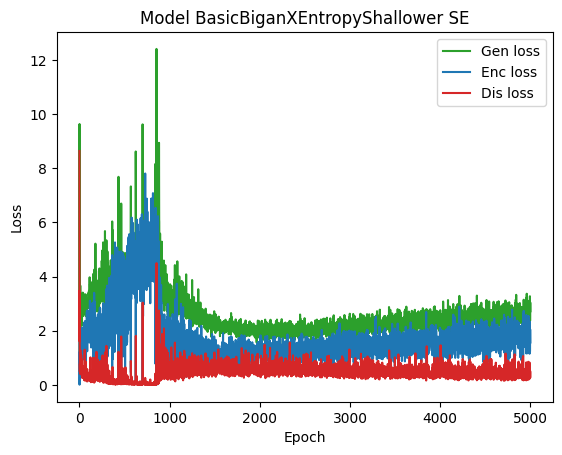 Model BasicBiganXEntropyShallower SE
Gen loss
Enc loss
Dis loss
12
10
8
6
4
2
0
Loss
0
1000
2000
3000
4000
5000
Epoch